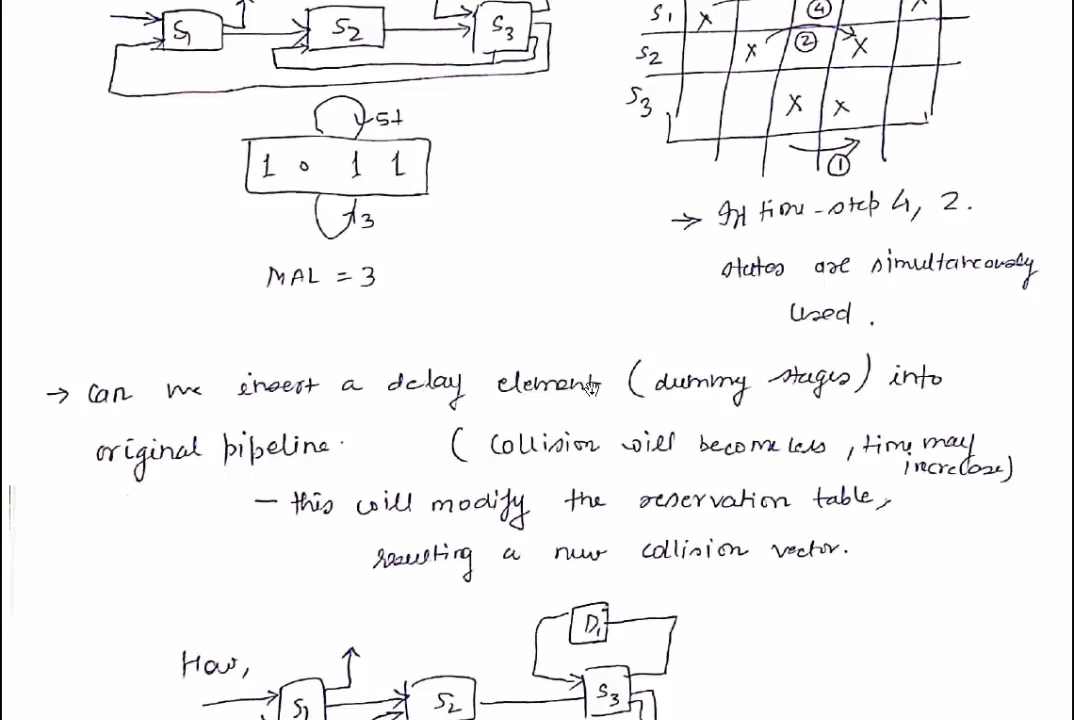 S1 S2 S3
S1 X ④ X
S2 X ② X
S3 X X
①
5+
1 0 1 1
3
MAL = 3
→ In time-step 4, 2.
states are simultaneously
used.
→ Can we insert a delay element (dummy stages) into
original pipeline. ( collision will become less, time may
increase)
- this will modify the reservation table,
resulting a new collision vector.
D1
How,
S1 S2 S3